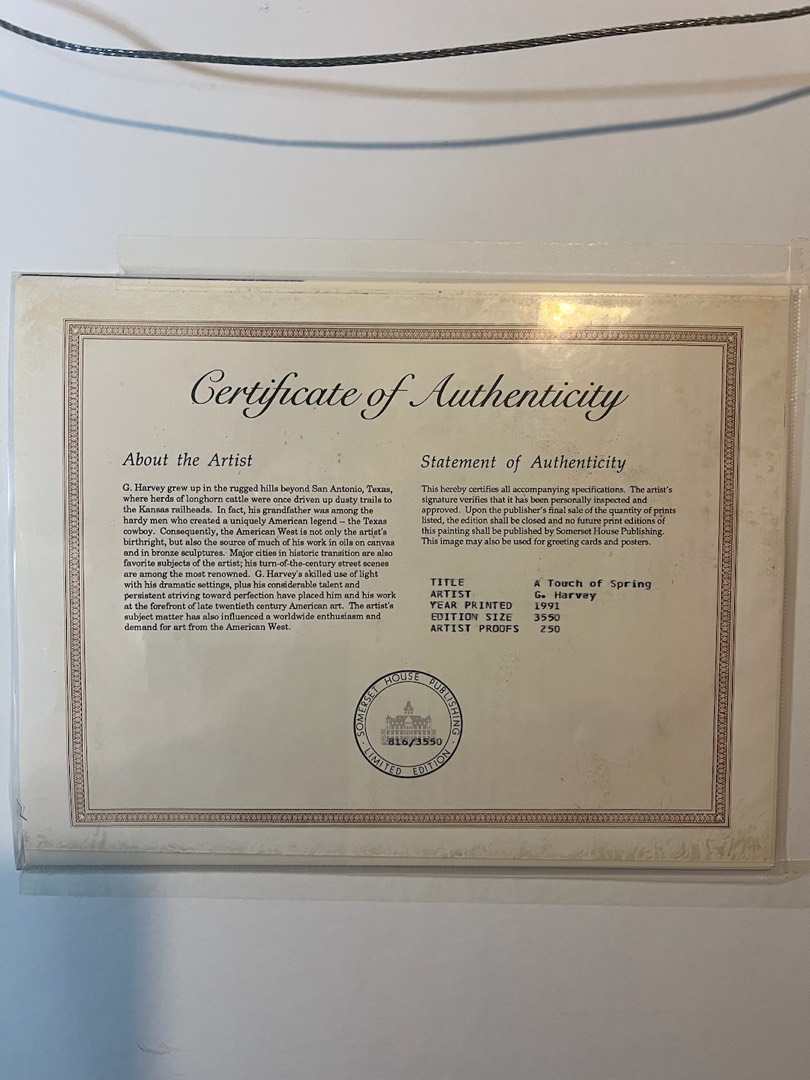 Certificate of Authenticity
About the Artist
G. Harvey grew up in the rugged hills beyond San Antonio, Texas,
where herds of longhorn cattle were once driven up dusty trails to
the Kansas railheads. In fact, his grandfather was among the
hardy men who created a uniquely American legend -- the Texas
cowboy. Consequently, the American West is not only the artist's
birthright, but also the source of much of his work in oils on canvas
and in bronze sculptures. Major cities in historic transition are also
favorite subjects of the artist; his turn-of-the-century street scenes
are among the most renowned. G. Harvey's skilled use of light
with his dramatic settings, plus his considerable talent and
persistent striving toward perfection have placed him and his work
at the forefront of late twentieth century American art. The artist's
subject matter has also influenced a worldwide enthusiasm and
demand for art from the American West.
Statement of Authenticity
This hereby certifies all accompanying specifications. The artist's
signature verifies that it has been personally inspected and
approved. Upon the publisher's final sale of the quantity of prints
listed, the edition shall be closed and no future print editions of
this painting shall be published by Somerset House Publishing.
This image may also be used for greeting cards and posters.
TITLE A Touch of Spring
ARTIST G. Harvey
YEAR PRINTED 1991
EDITION SIZE 3550
ARTIST PROOFS 250
SOMERSET HOUSE PUBLISHING
816/3550
· LIMITED EDITION ·